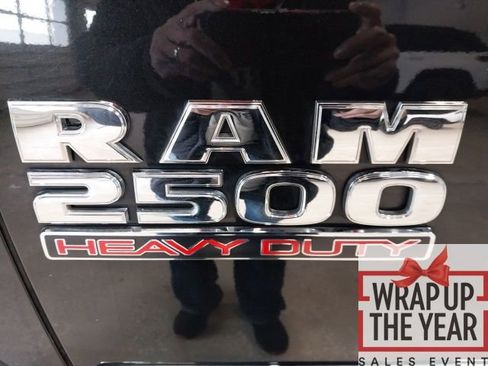 RAM
2500
HEAVY DUTY
WRAP UP
THE YEAR
SALES EVENT